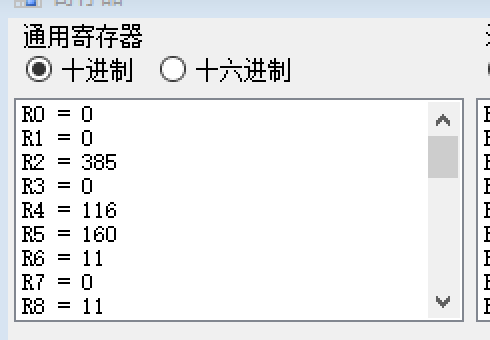 通用寄存器
十进制 十六进制
R0 = 0
R1 = 0
R2 = 385
R3 = 0
R4 = 116
R5 = 160
R6 = 11
R7 = 0
R8 = 11